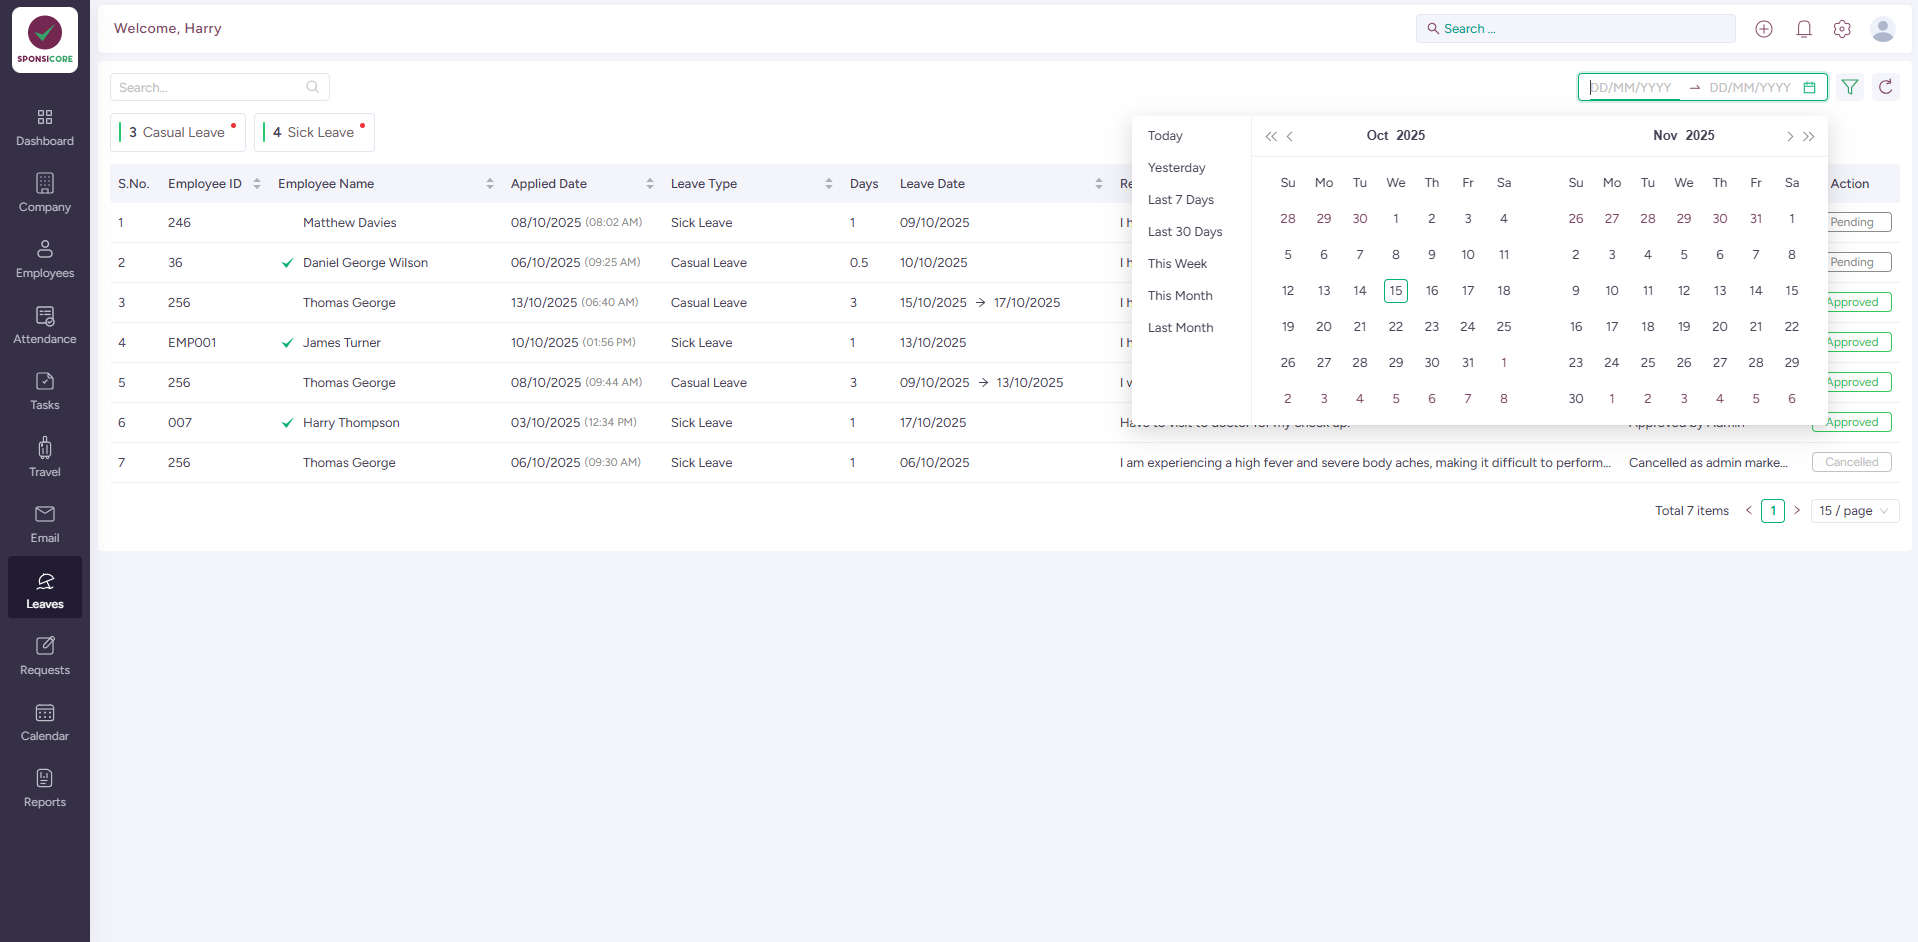 SPONSICORE
Welcome, Harry
Search ...
Dashboard
Company
Employees
Attendance
Tasks
Travel
Email
Leaves
Requests
Calendar
Reports
Search...
DD/MM/YYYY → DD/MM/YYYY
3 Casual Leave
4 Sick Leave
S.No. Employee ID Employee Name Applied Date Leave Type Days Leave Date Action
1 246 Matthew Davies 08/10/2025 (08:02 AM) Sick Leave 1 09/10/2025 I h Pending
2 36 Daniel George Wilson 06/10/2025 (09:25 AM) Casual Leave 0.5 10/10/2025 I h Pending
3 256 Thomas George 13/10/2025 (06:40 AM) Casual Leave 3 15/10/2025 → 17/10/2025 I h Approved
4 EMP001 James Turner 10/10/2025 (01:56 PM) Sick Leave 1 13/10/2025 I h Approved
5 256 Thomas George 08/10/2025 (09:44 AM) Casual Leave 3 09/10/2025 → 13/10/2025 Approved
6 007 Harry Thompson 03/10/2025 (12:34 PM) Sick Leave 1 17/10/2025 Have to visit to doctor for my check up. Approved by Admin Approved
7 256 Thomas George 06/10/2025 (09:30 AM) Sick Leave 1 06/10/2025 I am experiencing a high fever and severe body aches, making it difficult to perform... Cancelled as admin marke... Cancelled
Today
Yesterday
Last 7 Days
Last 30 Days
This Week
This Month
Last Month
Oct 2025
Su Mo Tu We Th Fr Sa
28 29 30 1 2 3 4
5 6 7 8 9 10 11
12 13 14 15 16 17 18
19 20 21 22 23 24 25
26 27 28 29 30 31 1
2 3 4 5 6 7 8
Nov 2025
Su Mo Tu We Th Fr Sa
26 27 28 29 30 31 1
2 3 4 5 6 7 8
9 10 11 12 13 14 15
16 17 18 19 20 21 22
23 24 25 26 27 28 29
30 1 2 3 4 5 6
Total 7 items < 1 > 15 / page